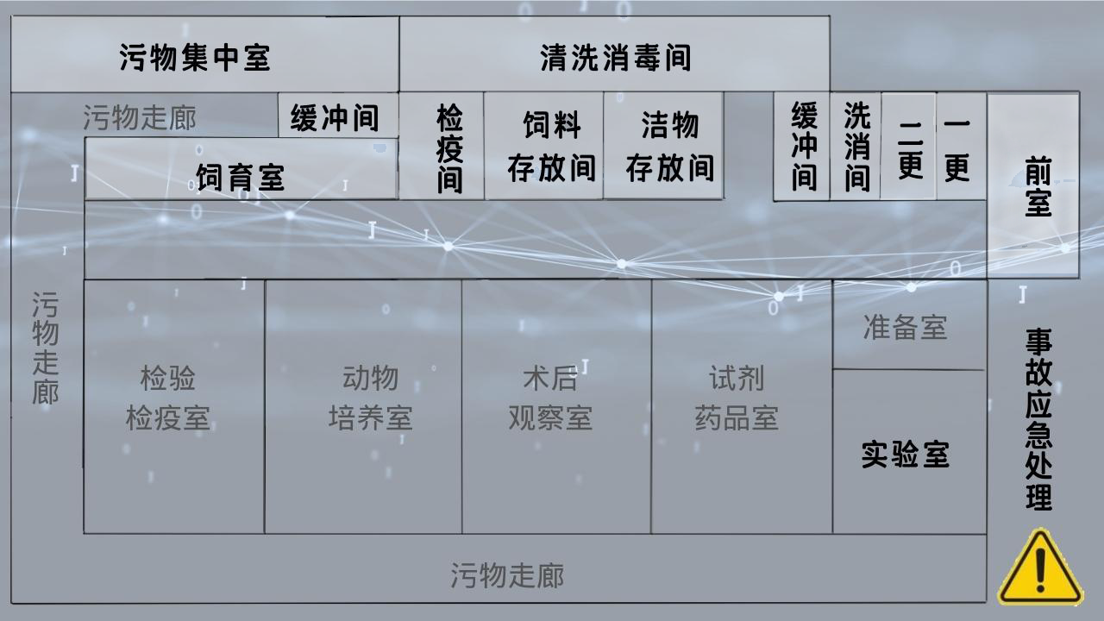 污物集中室
清洗消毒间
污物走廊
缓冲间
检疫间
饲料
存放间
洁物
存放间
缓冲间
洗消间
二更
一更
前室
饲育室
污物走廊
检验
检疫室
动物
培养室
术后
观察室
试剂
药品室
准备室
实验室
事故应急处理
污物走廊